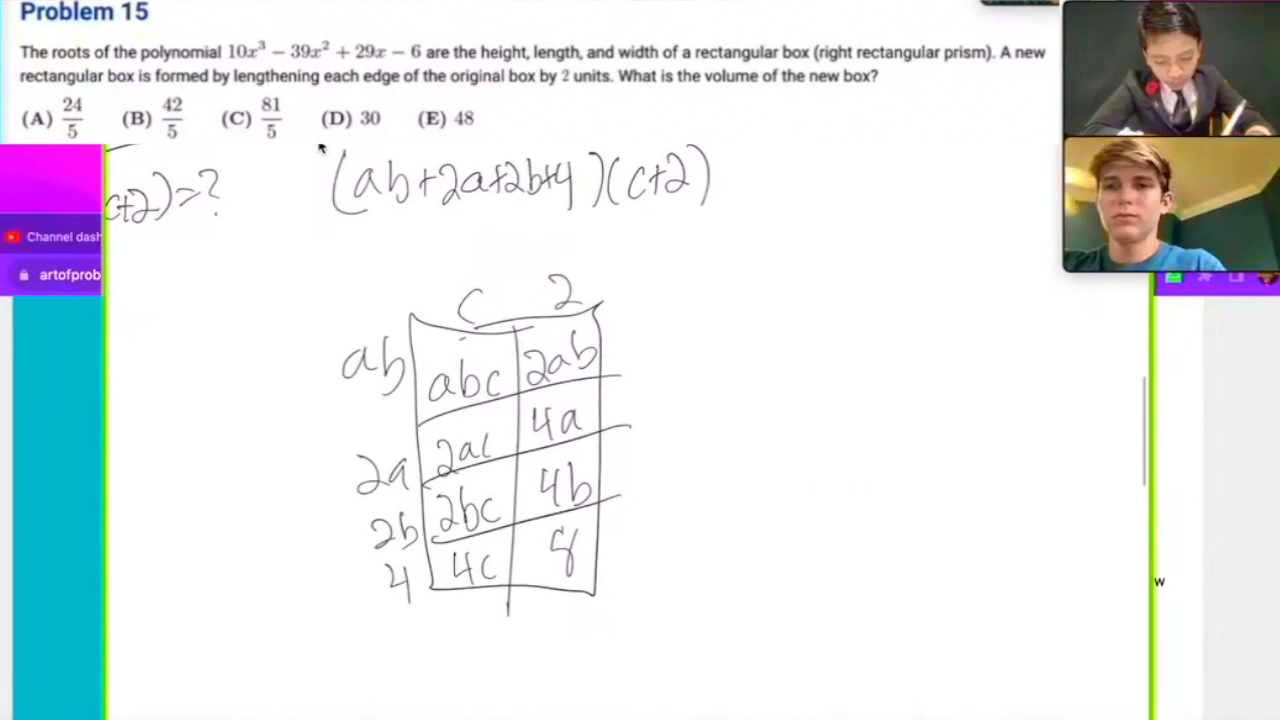 Problem 15
The roots of the polynomial 10x³ − 39x² + 29x − 6 are the height, length, and width of a rectangular box (right rectangular prism). A new
rectangular box is formed by lengthening each edge of the original box by 2 units. What is the volume of the new box?
(A) 24/5 (B) 42/5 (C) 81/5 (D) 30 (E) 48
c+2)=? (ab+2a+2b+4)(c+2)
Channel dash
artofprob
c 2
ab abc 2ab
2a 2ac 4a
2b 2bc 4b
4 4c 8
w